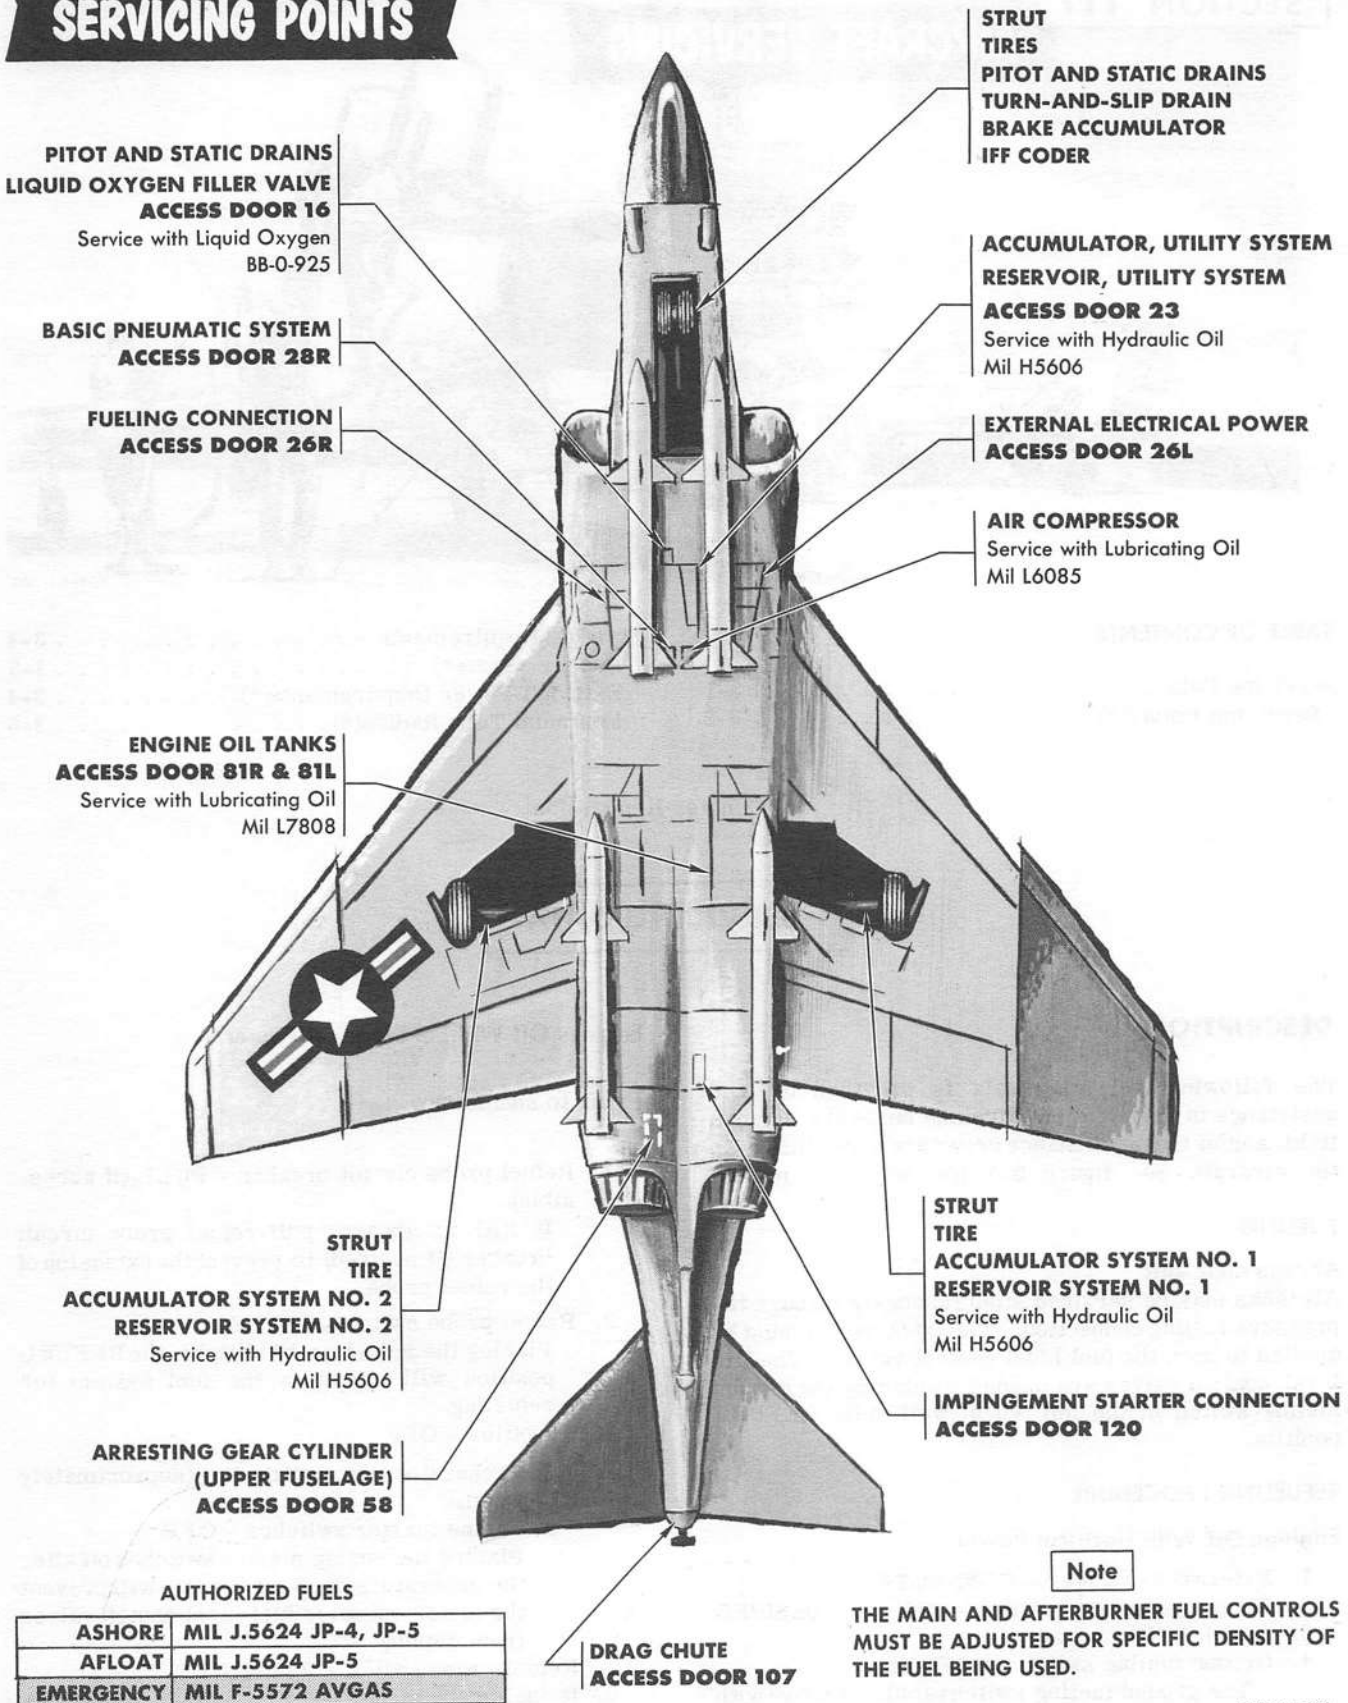 SERVICING POINTS
STRUT
TIRES
PITOT AND STATIC DRAINS
TURN-AND-SLIP DRAIN
BRAKE ACCUMULATOR
IFF CODER
PITOT AND STATIC DRAINS
LIQUID OXYGEN FILLER VALVE
ACCESS DOOR 16
Service with Liquid Oxygen
BB-0-925
ACCUMULATOR, UTILITY SYSTEM
RESERVOIR, UTILITY SYSTEM
ACCESS DOOR 23
Service with Hydraulic Oil
Mil H5606
BASIC PNEUMATIC SYSTEM
ACCESS DOOR 28R
FUELING CONNECTION
ACCESS DOOR 26R
EXTERNAL ELECTRICAL POWER
ACCESS DOOR 26L
AIR COMPRESSOR
Service with Lubricating Oil
Mil L6085
ENGINE OIL TANKS
ACCESS DOOR 81R & 81L
Service with Lubricating Oil
Mil L7808
STRUT
TIRE
ACCUMULATOR SYSTEM NO. 2
RESERVOIR SYSTEM NO. 2
Service with Hydraulic Oil
Mil H5606
STRUT
TIRE
ACCUMULATOR SYSTEM NO. 1
RESERVOIR SYSTEM NO. 1
Service with Hydraulic Oil
Mil H5606
ARRESTING GEAR CYLINDER
(UPPER FUSELAGE)
ACCESS DOOR 58
IMPINGEMENT STARTER CONNECTION
ACCESS DOOR 120
AUTHORIZED FUELS
ASHORE MIL J.5624 JP-4, JP-5
AFLOAT MIL J.5624 JP-5
EMERGENCY MIL F-5572 AVGAS
DRAG CHUTE
ACCESS DOOR 107
Note
THE MAIN AND AFTERBURNER FUEL CONTROLS
MUST BE ADJUSTED FOR SPECIFIC DENSITY OF
THE FUEL BEING USED.